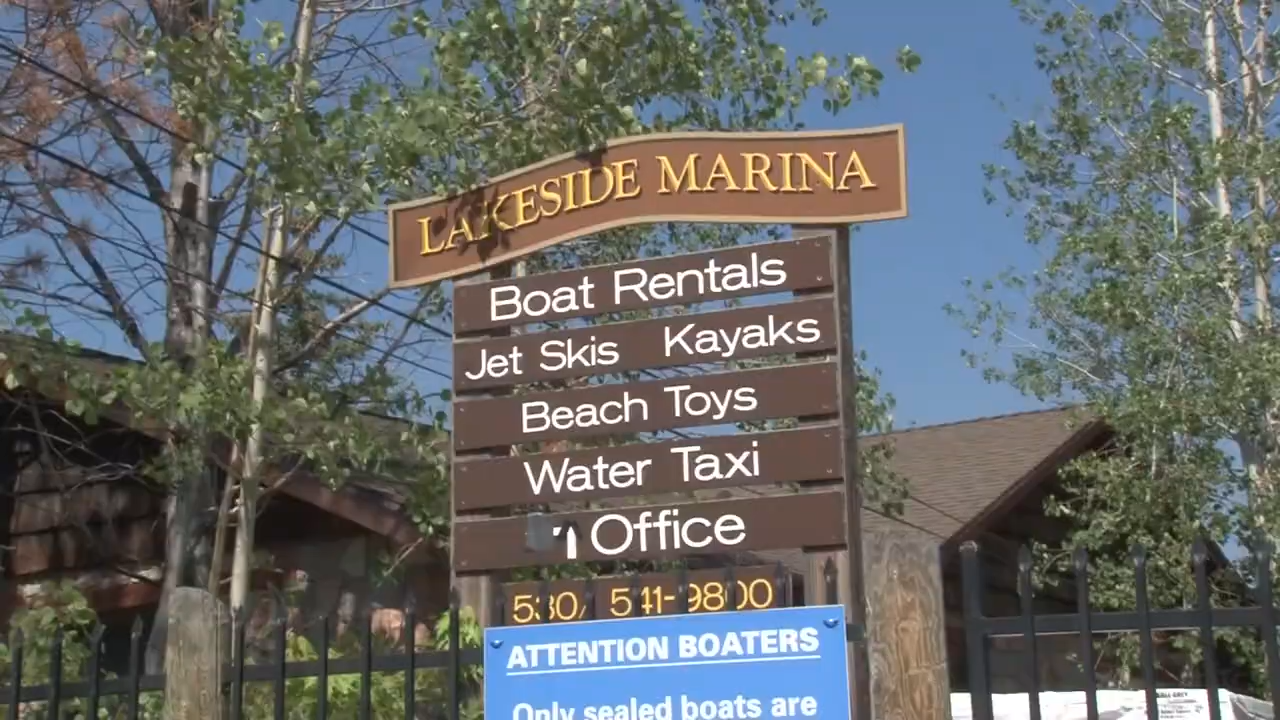 LAKESIDE MARINA
Boat Rentals
Jet Skis Kayaks
Beach Toys
Water Taxi
Office
530/ 541-9800
ATTENTION BOATERS
Only sealed boats are